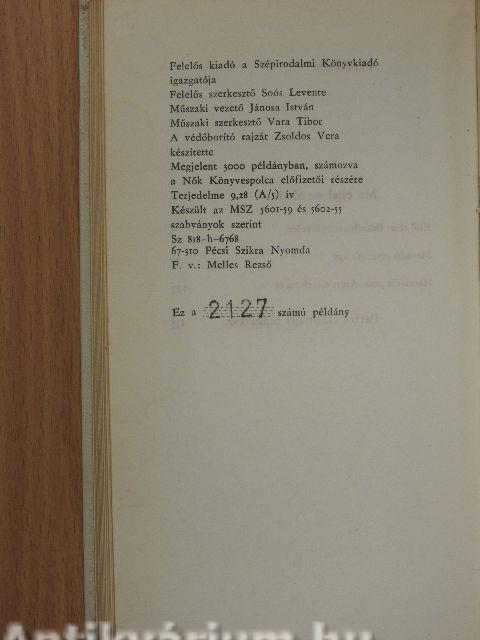 Felelős kiadó a Szépirodalmi Könyvkiadó
igazgatója
Felelős szerkesztő Soós Levente
Műszaki vezető Jánosa István
Műszaki szerkesztő Vara Tibor
A védőborító rajzát Zsoldos Vera
készítette
Megjelent 3000 példányban, számozva
a Nők Könyvespolca előfizetői részére
Terjedelme 9,28 (A/5) ív
Készült az MSZ 5601-59 és 5602-55
szabványok szerint
Sz 818-h-6768
67-310 Pécsi Szikra Nyomda
F. v.: Melles Rezső
Ez a 2127 számú példány
Antikvárium.hu